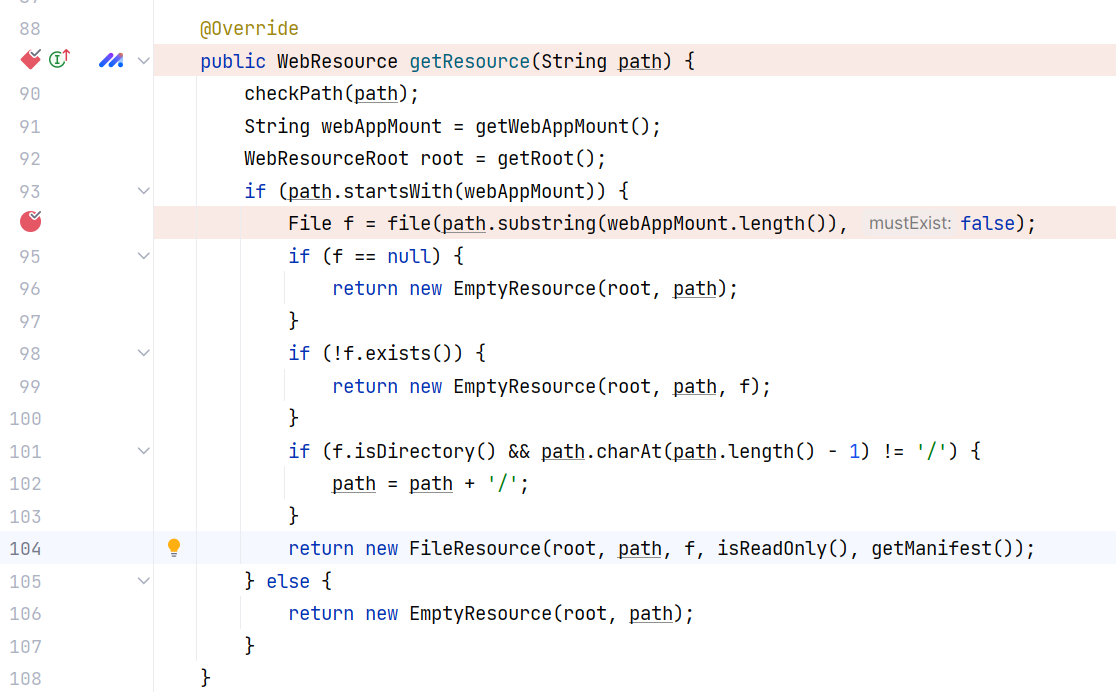 88 @Override
public WebResource getResource(String path) {
90 checkPath(path);
91 String webAppMount = getWebAppMount();
92 WebResourceRoot root = getRoot();
93 if (path.startsWith(webAppMount)) {
File f = file(path.substring(webAppMount.length()), mustExist: false);
95 if (f == null) {
96 return new EmptyResource(root, path);
97 }
98 if (!f.exists()) {
99 return new EmptyResource(root, path, f);
100 }
101 if (f.isDirectory() && path.charAt(path.length() - 1) != '/') {
102 path = path + '/';
103 }
104 return new FileResource(root, path, f, isReadOnly(), getManifest());
105 } else {
106 return new EmptyResource(root, path);
107 }
108 }